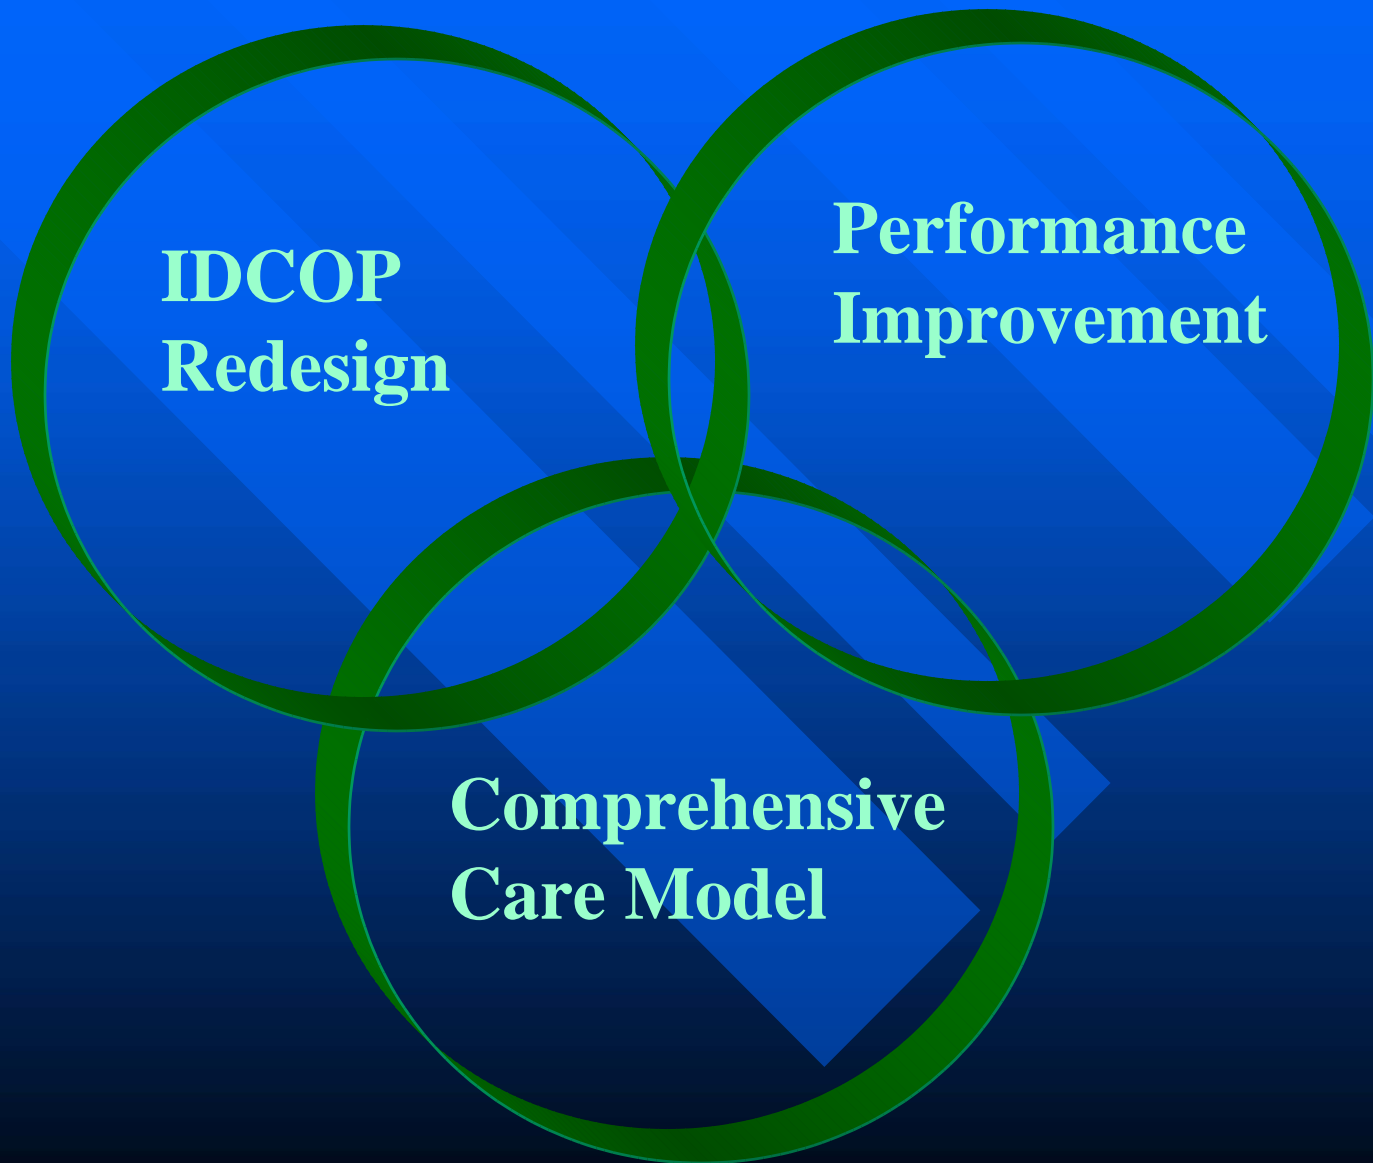 IDCOP
Redesign
Performance
Improvement
Comprehensive
Care Model